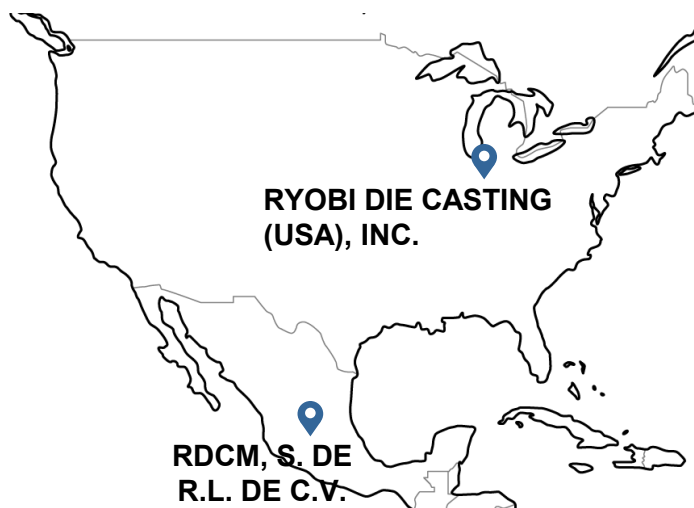 RYOBI DIE CASTING
(USA), INC.
RDCM, S. DE
R.L. DE C.V.